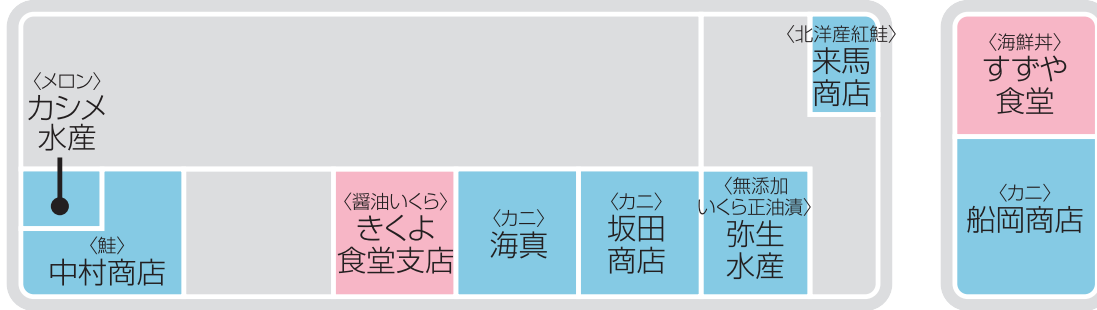 〈メロン〉
カシメ
水産
〈鮭〉
中村商店
〈醤油いくら〉
きくよ
食堂支店
〈カニ〉
海真
〈カニ〉
坂田
商店
〈無添加
いくら正油漬〉
弥生
水産
〈北洋産紅鮭〉
来馬
商店
〈海鮮丼〉
すずや
食堂
〈カニ〉
船岡商店